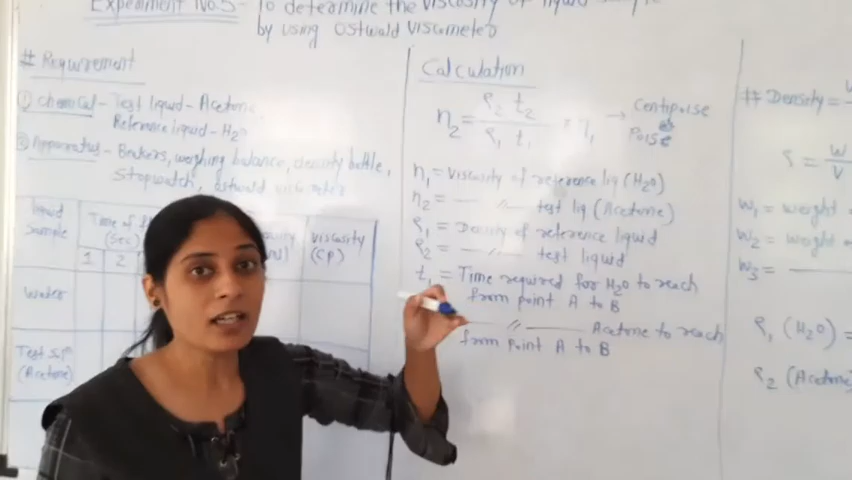 Experiment No.5- To determine the viscosity of liquid
by using Ostwald Viscometer
# Requirement
① Chemical - Test liquid - Acetone,
Reference liquid - H2O
② Apparatus - Beakers, weighing balance, density bottle,
Stopwatch, ostwald viscometer
liquid Sample
Time of
(Sec)
1 2
viscosity
(CP)
Water
Test Sol^n
(Acetone)
Calculation
η2 = ρ2 t2 / ρ1 t1 × η1 → Centipoise
Poise
η1 = Viscosity of reference liq (H2O)
η2 = — 〃 — test liq (Acetone)
ρ1 = Density of reference liquid
ρ2 = — 〃 — test liquid
t1 = Time required for H2O to reach
from point A to B
— 〃 — Acetone to reach
from point A to B
# Density =
ρ = W/V
W1 = weight
W2 = weight
W3 = —
ρ1 (H2O) =
ρ2 (Acetone)